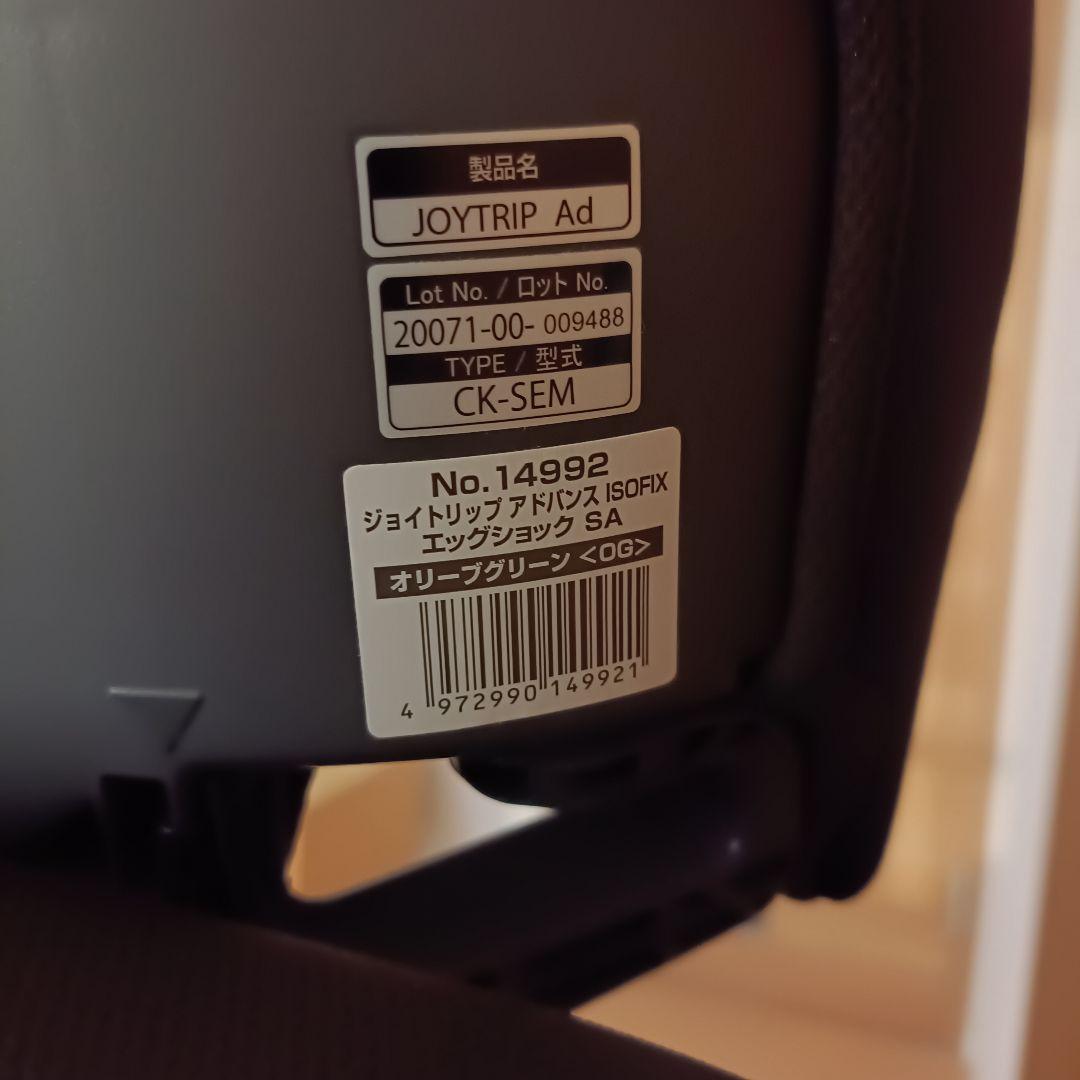 製品名
JOYTRIP Ad
Lot No. / ロット No.
20071-00- 009488
TYPE / 型式
CK-SEM
No.14992
ジョイトリップ アドバンス ISOFIX
エッグショック SA
オリーブグリーン <OG>
4 972990 149921